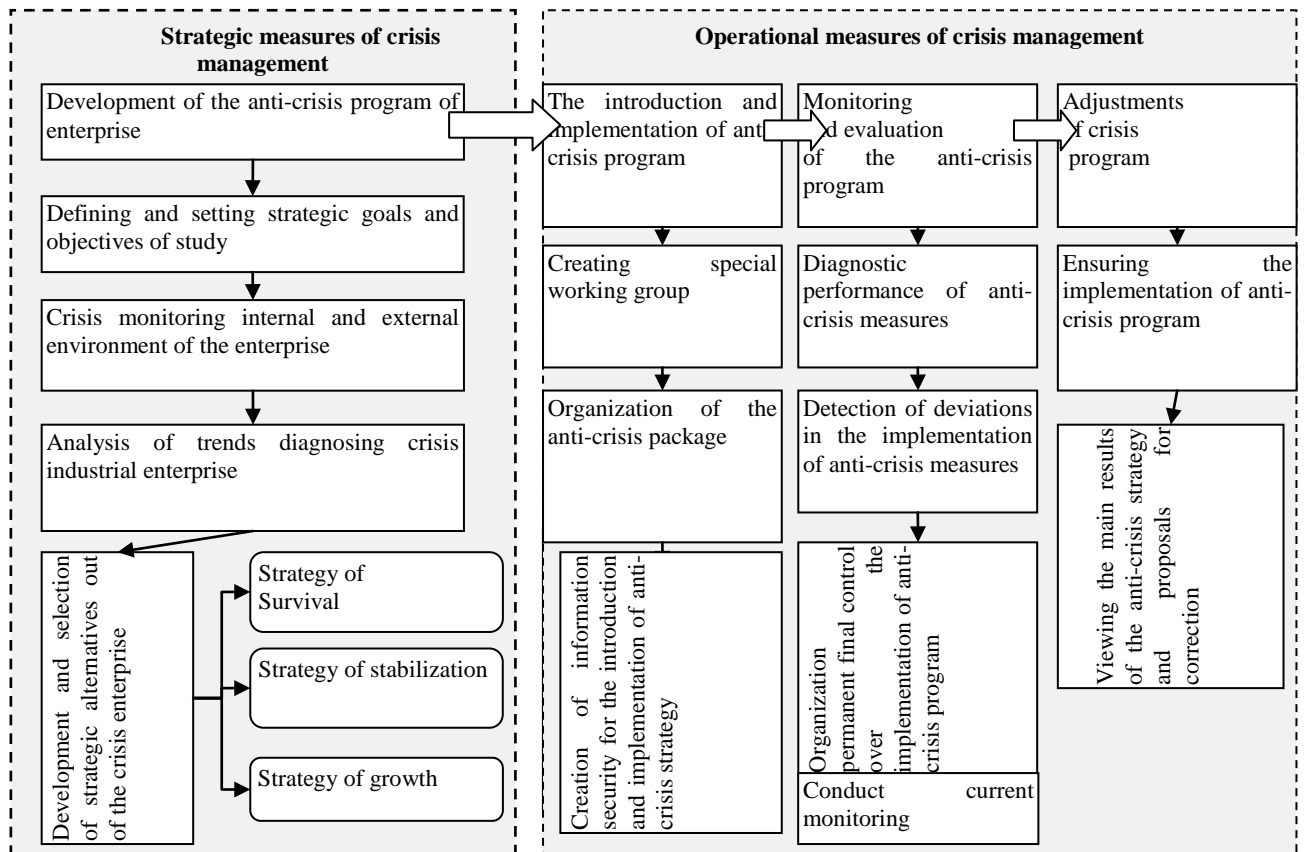 Strategic measures of crisis
management
Development of the anti-crisis program of
enterprise
Defining and setting strategic goals and
objectives of study
Crisis monitoring internal and external
environment of the enterprise
Analysis of trends diagnosing crisis
industrial enterprise
Development and selection
of strategic alternatives out
of the crisis enterprise
Strategy of
Survival
Strategy of stabilization
Strategy of growth
Operational measures of crisis management
The introduction and
implementation of anti-
crisis program
Creating special
working group
Organization of the
anti-crisis package
Creation of information
security for the introduction
and implementation of anti-
crisis strategy
Monitoring
and evaluation
of the anti-crisis
program
Diagnostic
performance of anti-
crisis measures
Detection of deviations
in the implementation
of anti-crisis measures
Organization
permanent final control
over the
implementation of anti-
crisis program
Conduct current
monitoring
Adjustments
of crisis
program
Ensuring the
implementation of anti-
crisis program
Viewing the main results
of the anti-crisis strategy
and proposals for
correction